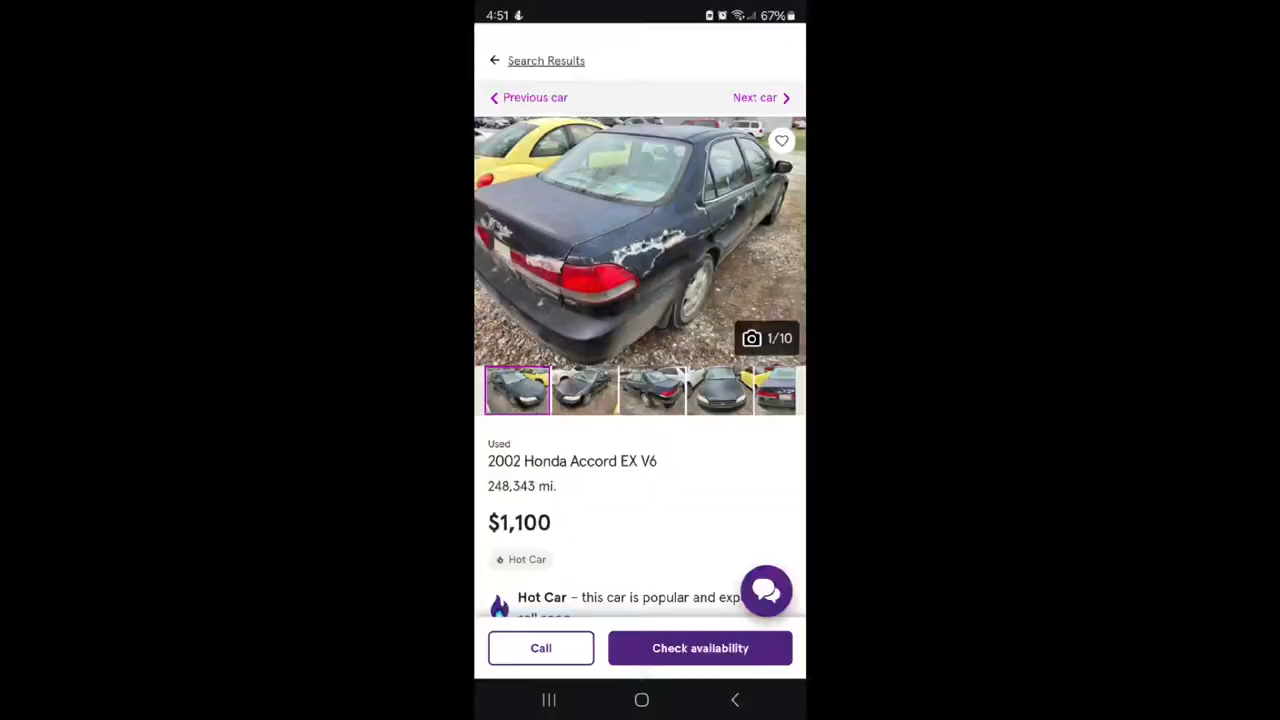 4:51
67%
Search Results
Previous car
Next car
1/10
Used
2002 Honda Accord EX V6
248,343 mi.
$1,100
Hot Car
Hot Car – this car is popular and exp
Call
Check availability